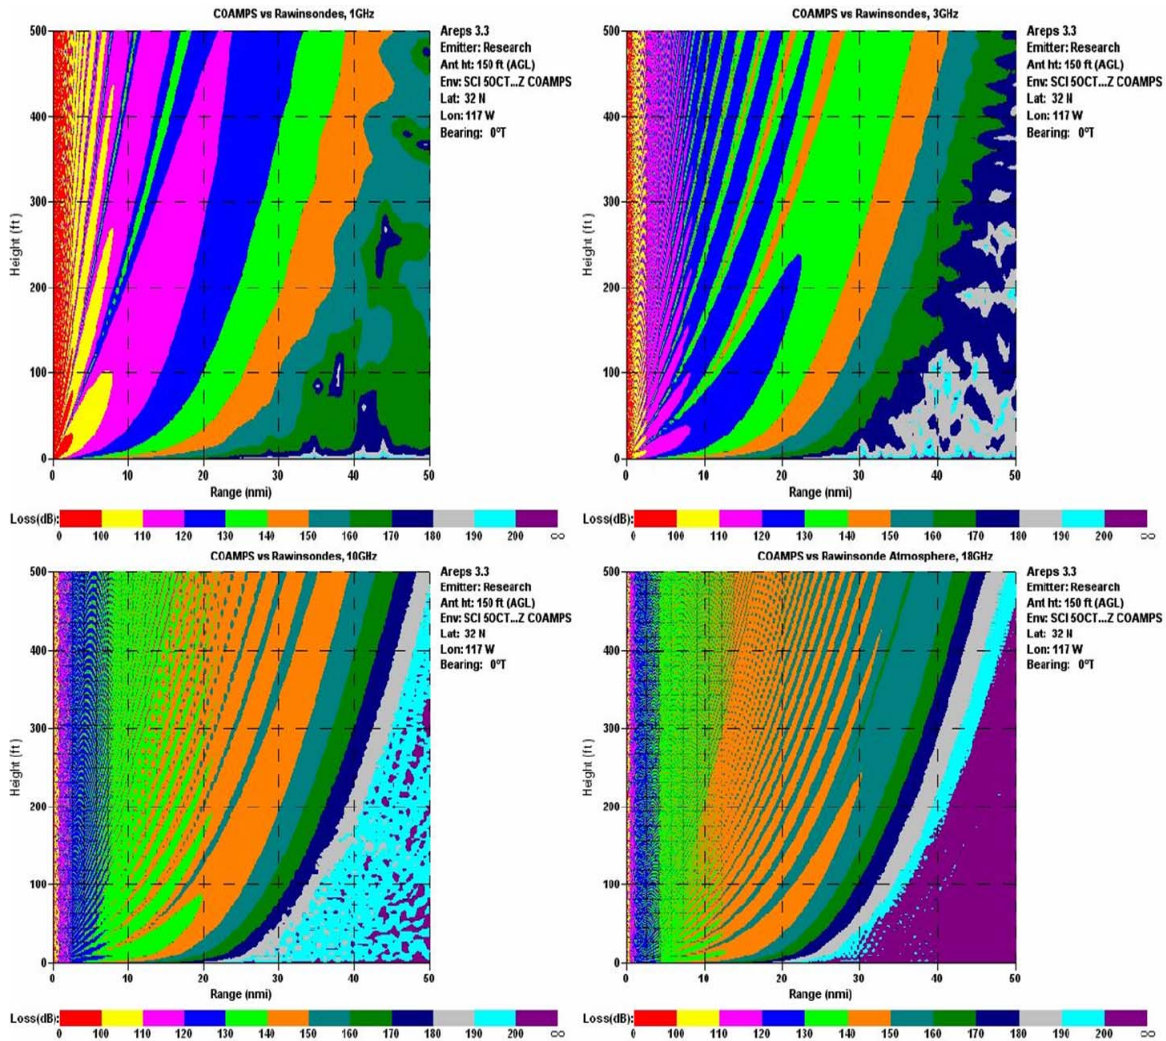 COAMPS vs Rawinsondes, 1GHz
Areps 3.3
Emitter: Research
Ant ht: 150 ft (AGL)
Env: SCI 50CT...Z COAMPS
Lat: 32 N
Lon: 117 W
Bearing: 0°T
500
400
300
200
100
0
Height (ft)
0 10 20 30 40 50
Range (nmi)
Loss(dB):
0 100 110 120 130 140 150 160 170 180 190 200 ∞
COAMPS vs Rawinsondes, 3GHz
Areps 3.3
Emitter: Research
Ant ht: 150 ft (AGL)
Env: SCI 50CT...Z COAMPS
Lat: 32 N
Lon: 117 W
Bearing: 0°T
500
400
300
200
100
0
Height (ft)
0 10 20 30 40 50
Range (nmi)
Loss(dB):
0 100 110 120 130 140 150 160 170 180 190 200 ∞
COAMPS vs Rawinsondes, 10GHz
Areps 3.3
Emitter: Research
Ant ht: 150 ft (AGL)
Env: SCI 50CT...Z COAMPS
Lat: 32 N
Lon: 117 W
Bearing: 0°T
500
400
300
200
100
0
Height (ft)
0 10 20 30 40 50
Range (nmi)
Loss(dB):
0 100 110 120 130 140 150 160 170 180 190 200 ∞
COAMPS vs Rawinsonde Atmosphere, 18GHz
Areps 3.3
Emitter: Research
Ant ht: 150 ft (AGL)
Env: SCI 50CT...Z COAMPS
Lat: 32 N
Lon: 117 W
Bearing: 0°T
500
400
300
200
100
0
Height (ft)
0 10 20 30 40 50
Range (nmi)
Loss(dB):
0 100 110 120 130 140 150 160 170 180 190 200 ∞